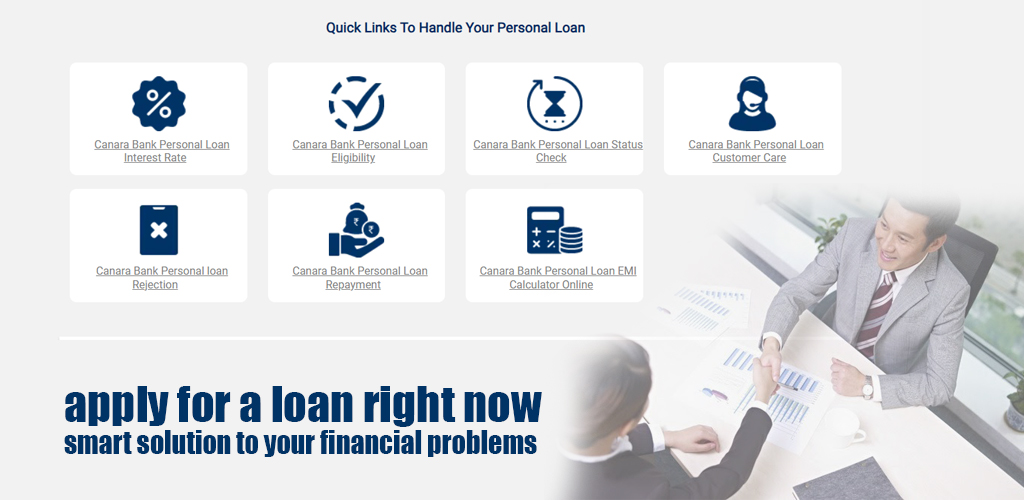 Quick Links To Handle Your Personal Loan
Canara Bank Personal Loan
Interest Rate
Canara Bank Personal Loan
Eligibility
Canara Bank Personal Loan Status
Check
Canara Bank Personal Loan
Customer Care
Canara Bank Personal loan
Rejection
Canara Bank Personal Loan
Repayment
Canara Bank Personal Loan EMI
Calculator Online
apply for a loan right now
smart solution to your financial problems